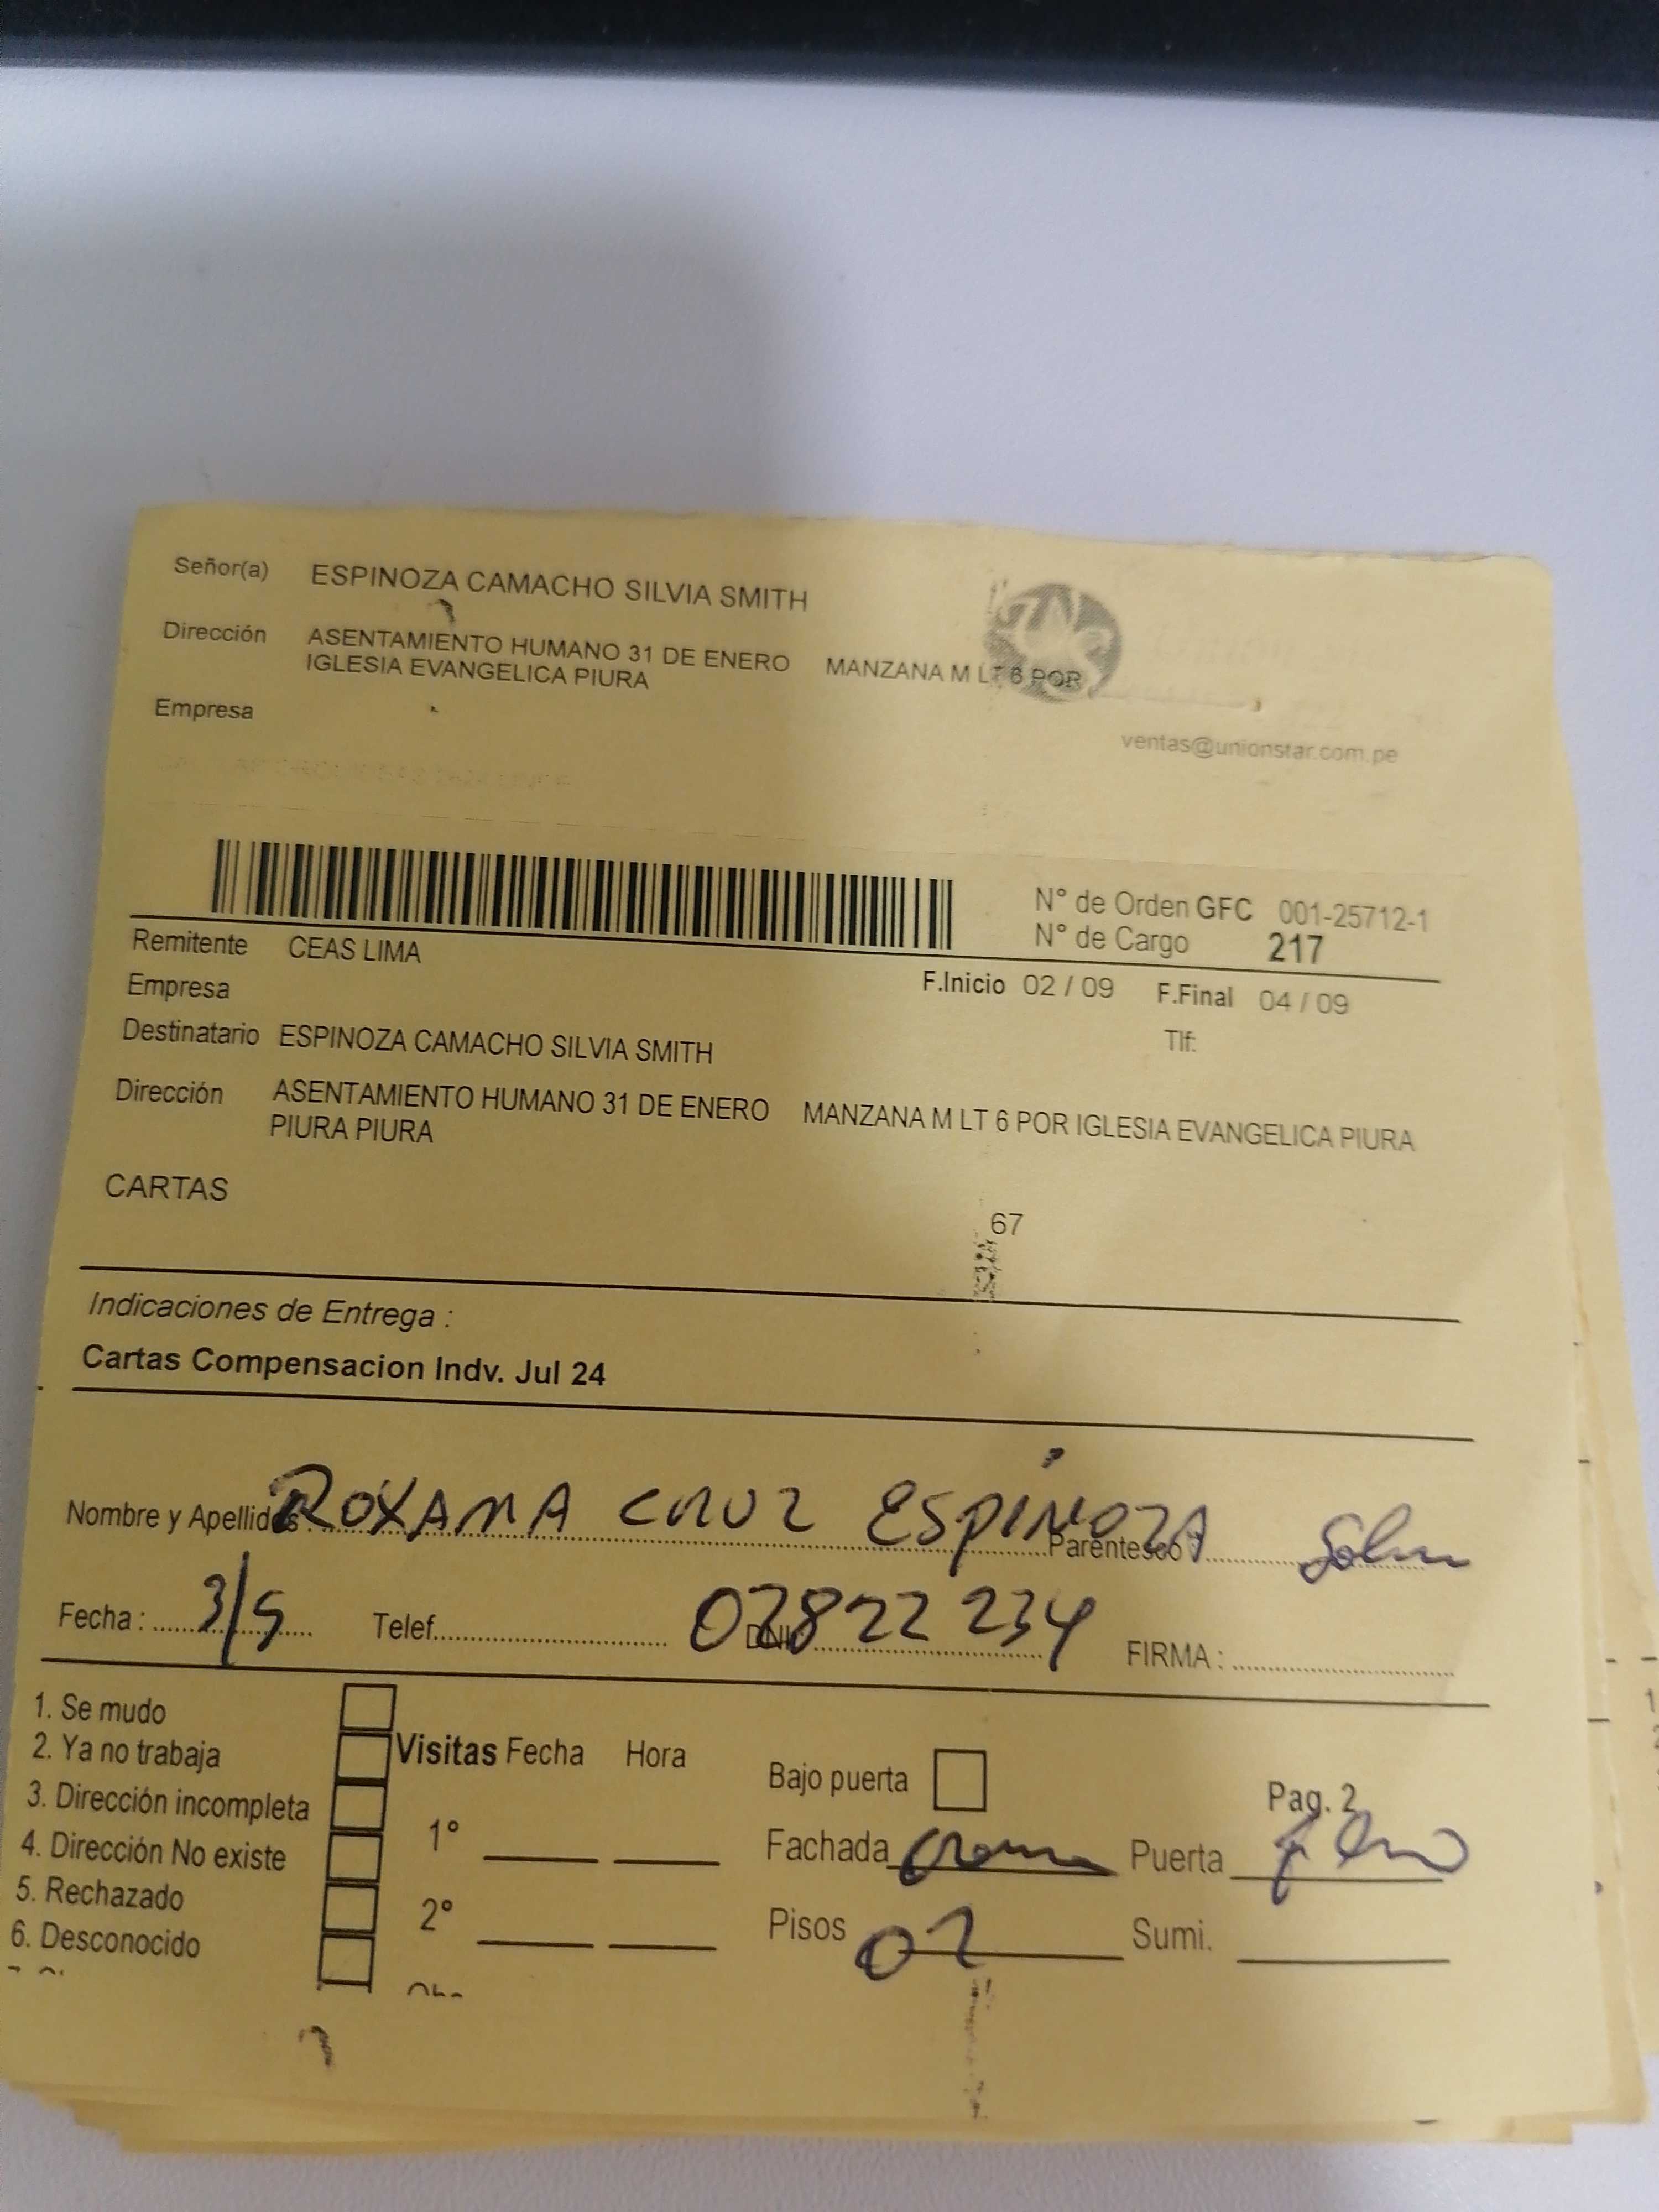 Señor(a) ESPINOZA CAMACHO SILVIA SMITH
Dirección ASENTAMIENTO HUMANO 31 DE ENERO MANZANA M LT 6 POR
IGLESIA EVANGELICA PIURA
Empresa
ventas@unionstar.com.pe
N° de Orden GFC 001-25712-1
N° de Cargo 217
Remitente CEAS LIMA
Empresa F.Inicio 02 / 09 F.Final 04 / 09
Destinatario ESPINOZA CAMACHO SILVIA SMITH Tlf:
Dirección ASENTAMIENTO HUMANO 31 DE ENERO MANZANA M LT 6 POR IGLESIA EVANGELICA PIURA
PIURA PIURA
CARTAS
67
Indicaciones de Entrega :
Cartas Compensacion Indv. Jul 24
Nombre y Apellidos : ROXANA CRUZ ESPINOZA Parentesco :
Fecha : 3/9 Telef. DNI: 02822234 FIRMA :
1. Se mudo
2. Ya no trabaja Visitas Fecha Hora Bajo puerta
3. Dirección incompleta Pag. 2
4. Dirección No existe 1° Fachada crema Puerta
5. Rechazado 2° Pisos 02 Sumi.
6. Desconocido